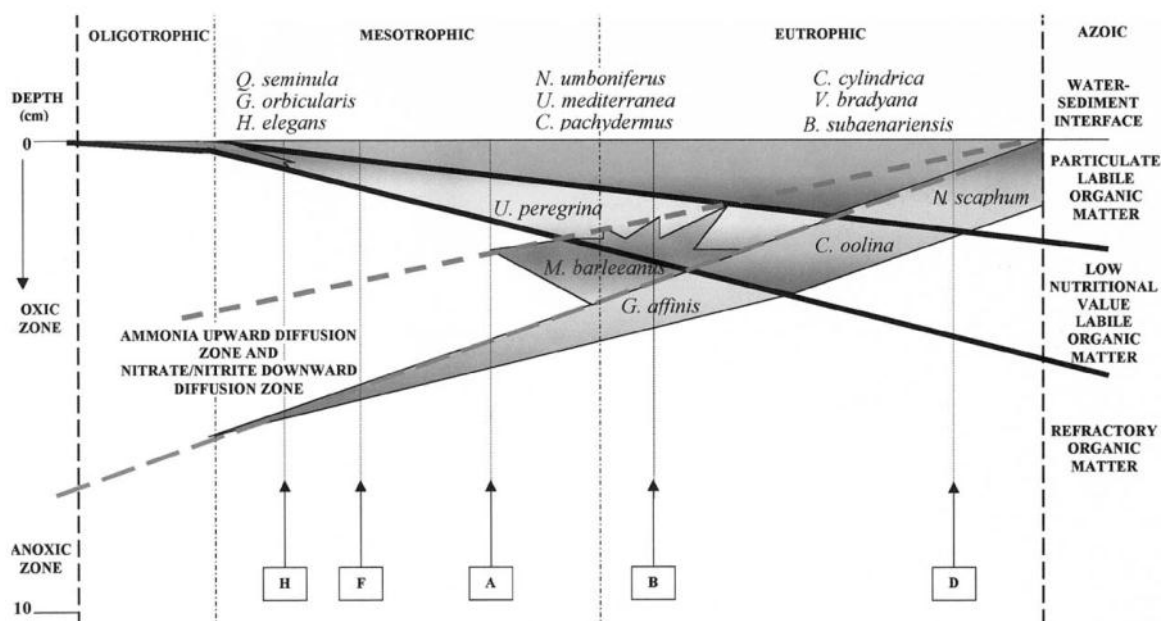 OLIGOTROPHIC
MESOTROPHIC
EUTROPHIC
AZOIC
Q. seminula
G. orbicularis
H. elegans
N. umboniferus
U. mediterranea
C. pachydermus
C. cylindrica
V. bradyana
B. subaenariensis
WATER-
SEDIMENT
INTERFACE
DEPTH
(cm)
0
OXIC
ZONE
ANOXIC
ZONE
10
U. peregrina
M. barleeanus
G. affinis
C. oolina
N. scaphum
PARTICULATE
LABILE
ORGANIC
MATTER
LOW
NUTRITIONAL
VALUE
LABILE
ORGANIC
MATTER
REFRACTORY
ORGANIC
MATTER
AMMONIA UPWARD DIFFUSION
ZONE AND
NITRATE/NITRITE DOWNWARD
DIFFUSION ZONE
H
F
A
B
D